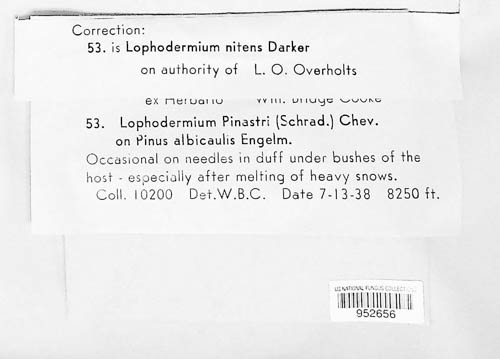 Correction:
53. is Lophodermium nitens Darker
on authority of L. O. Overholts
ex Herbario Wm. Bridge Cooke
53. Lophodermium Pinastri (Schrad.) Chev.
on Pinus albicaulis Engelm.
Occasional on needles in duff under bushes of the
host - especially after melting of heavy snows.
Coll. 10200 Det.W.B.C. Date 7-13-38 8250 ft.
US NATIONAL FUNGUS COLLECTIONS
952656